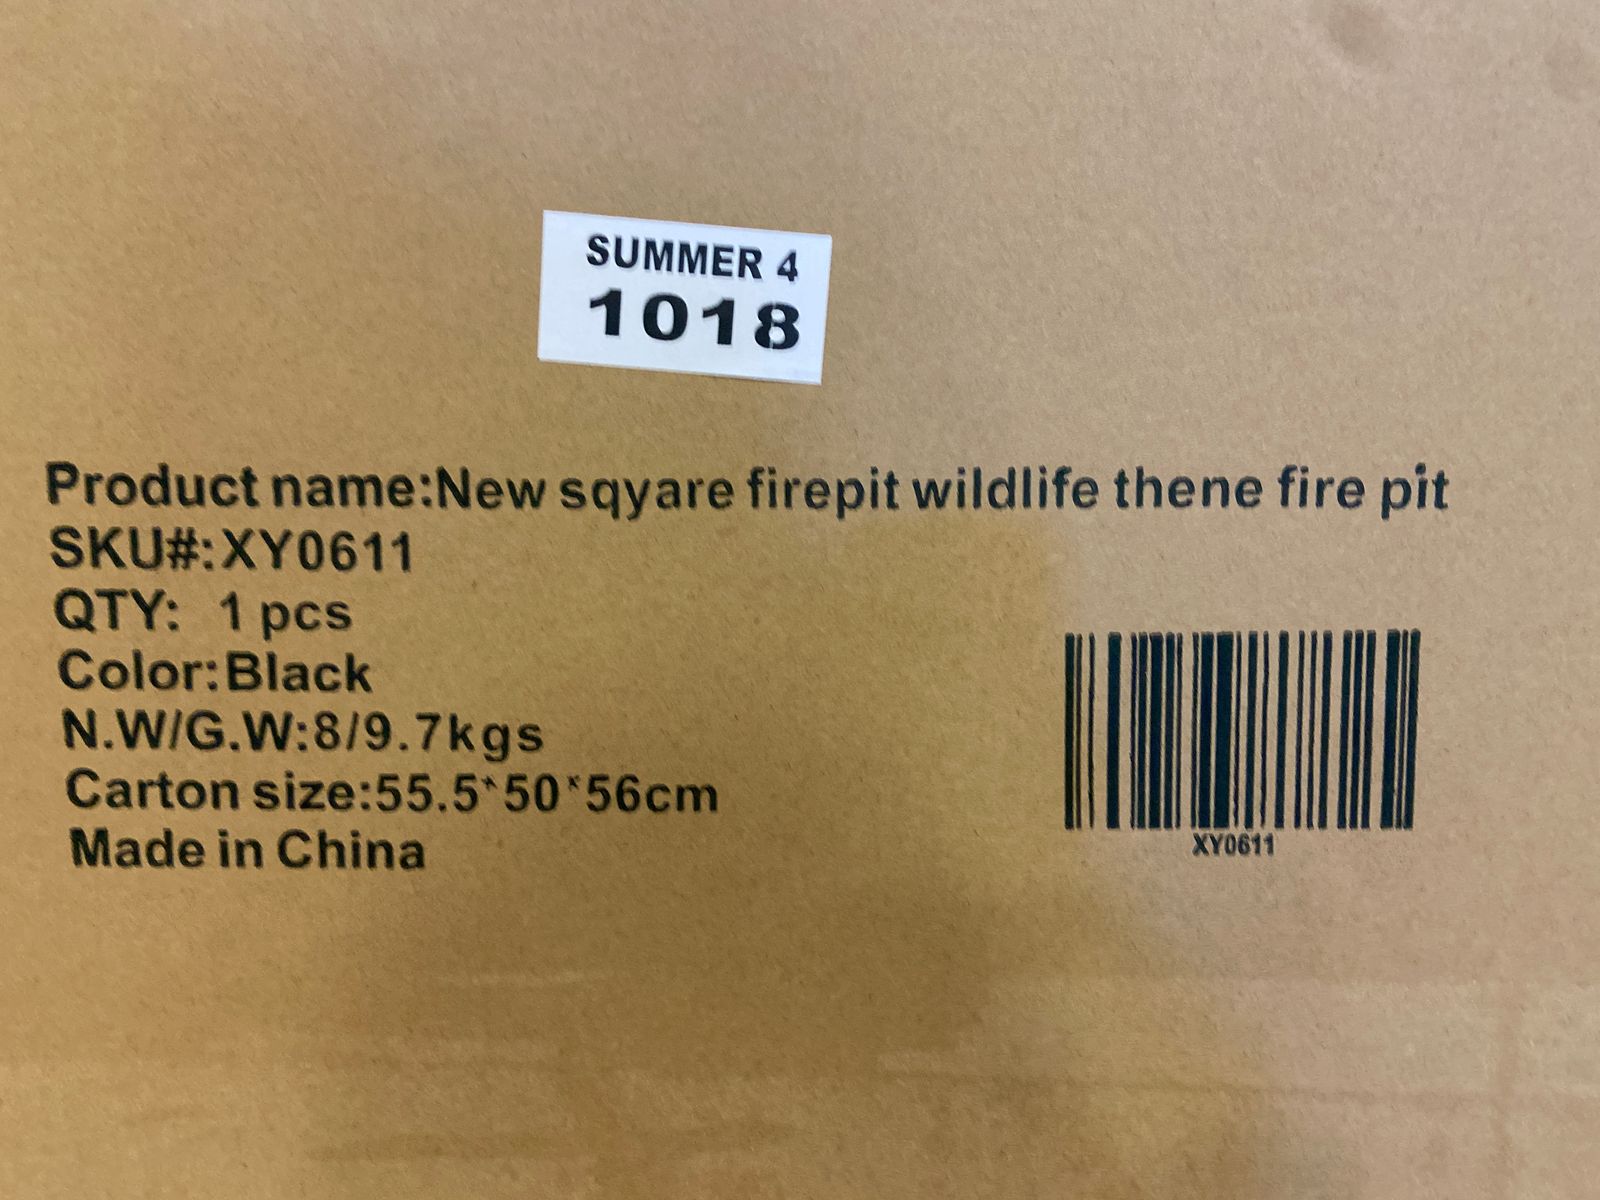 SUMMER 4
1018
Product name:New sqyare firepit wildlife thene fire pit
SKU#:XY0611
QTY: 1 pcs
Color:Black
N.W/G.W:8/9.7kgs
Carton size:55.5*50*56cm
Made in China
XY0611